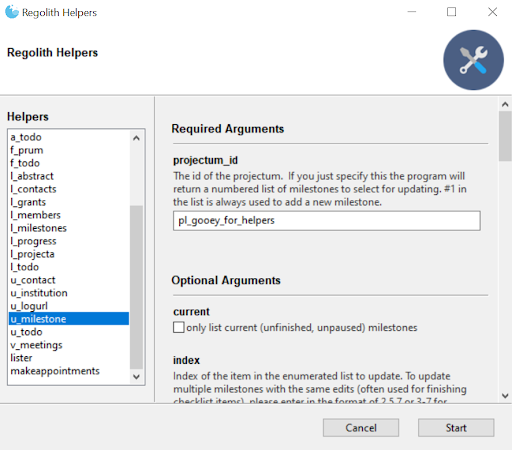 Regolith Helpers
Regolith Helpers
Helpers
a_todo
f_prum
f_todo
l_abstract
l_contacts
l_grants
l_members
l_milestones
l_progress
l_projecta
l_todo
u_contact
u_institution
u_logurl
u_milestone
u_todo
v_meetings
lister
makeappointments
Required Arguments
projectum_id
The id of the projectum.  If you just specify this the program will
return a numbered list of milestones to select for updating. #1 in
the list is always used to add a new milestone.
pl_gooey_for_helpers
Optional Arguments
current
only list current (unfinished, unpaused) milestones
index
Index of the item in the enumerated list to update. To update
multiple milestones with the same edits (often used for finishing
checklist items), please enter in the format of 2,5,7 or 3-7 for
Cancel
Start